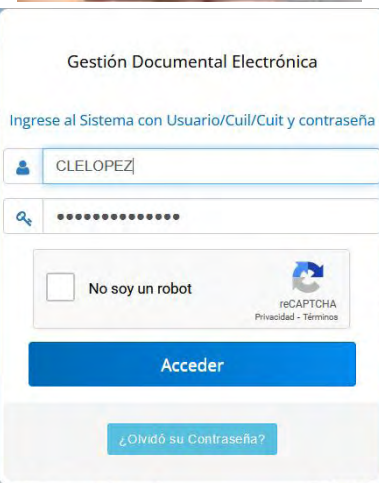 Gestión Documental Electrónica
Ingrese al Sistema con Usuario/Cuil/Cuit y contraseña
CLELOPEZ
••••••••••••••
No soy un robot
reCAPTCHA
Privacidad - Términos
Acceder
¿Olvidó su Contraseña?